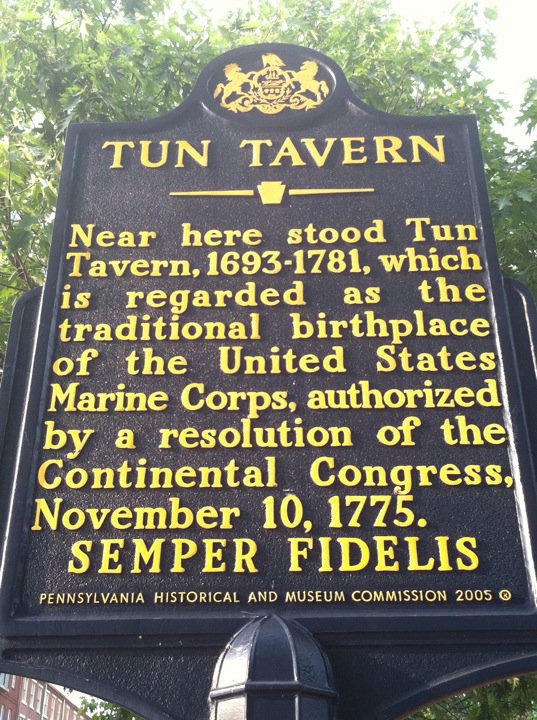 TUN TAVERN
Near here stood Tun
Tavern, 1693-1781, which
is regarded as the
traditional birthplace
of the United States
Marine Corps, authorized
by a resolution of the
Continental Congress,
November 10, 1775.
SEMPER FIDELIS
PENNSYLVANIA HISTORICAL AND MUSEUM COMMISSION 2005 ®